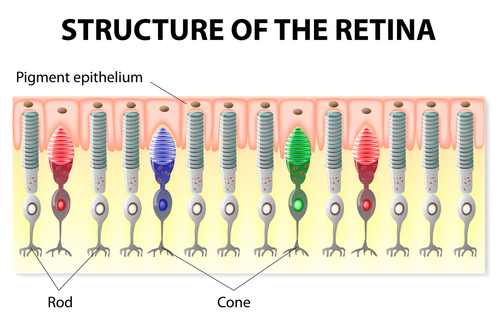 STRUCTURE OF THE RETINA
Pigment epithelium
Rod
Cone